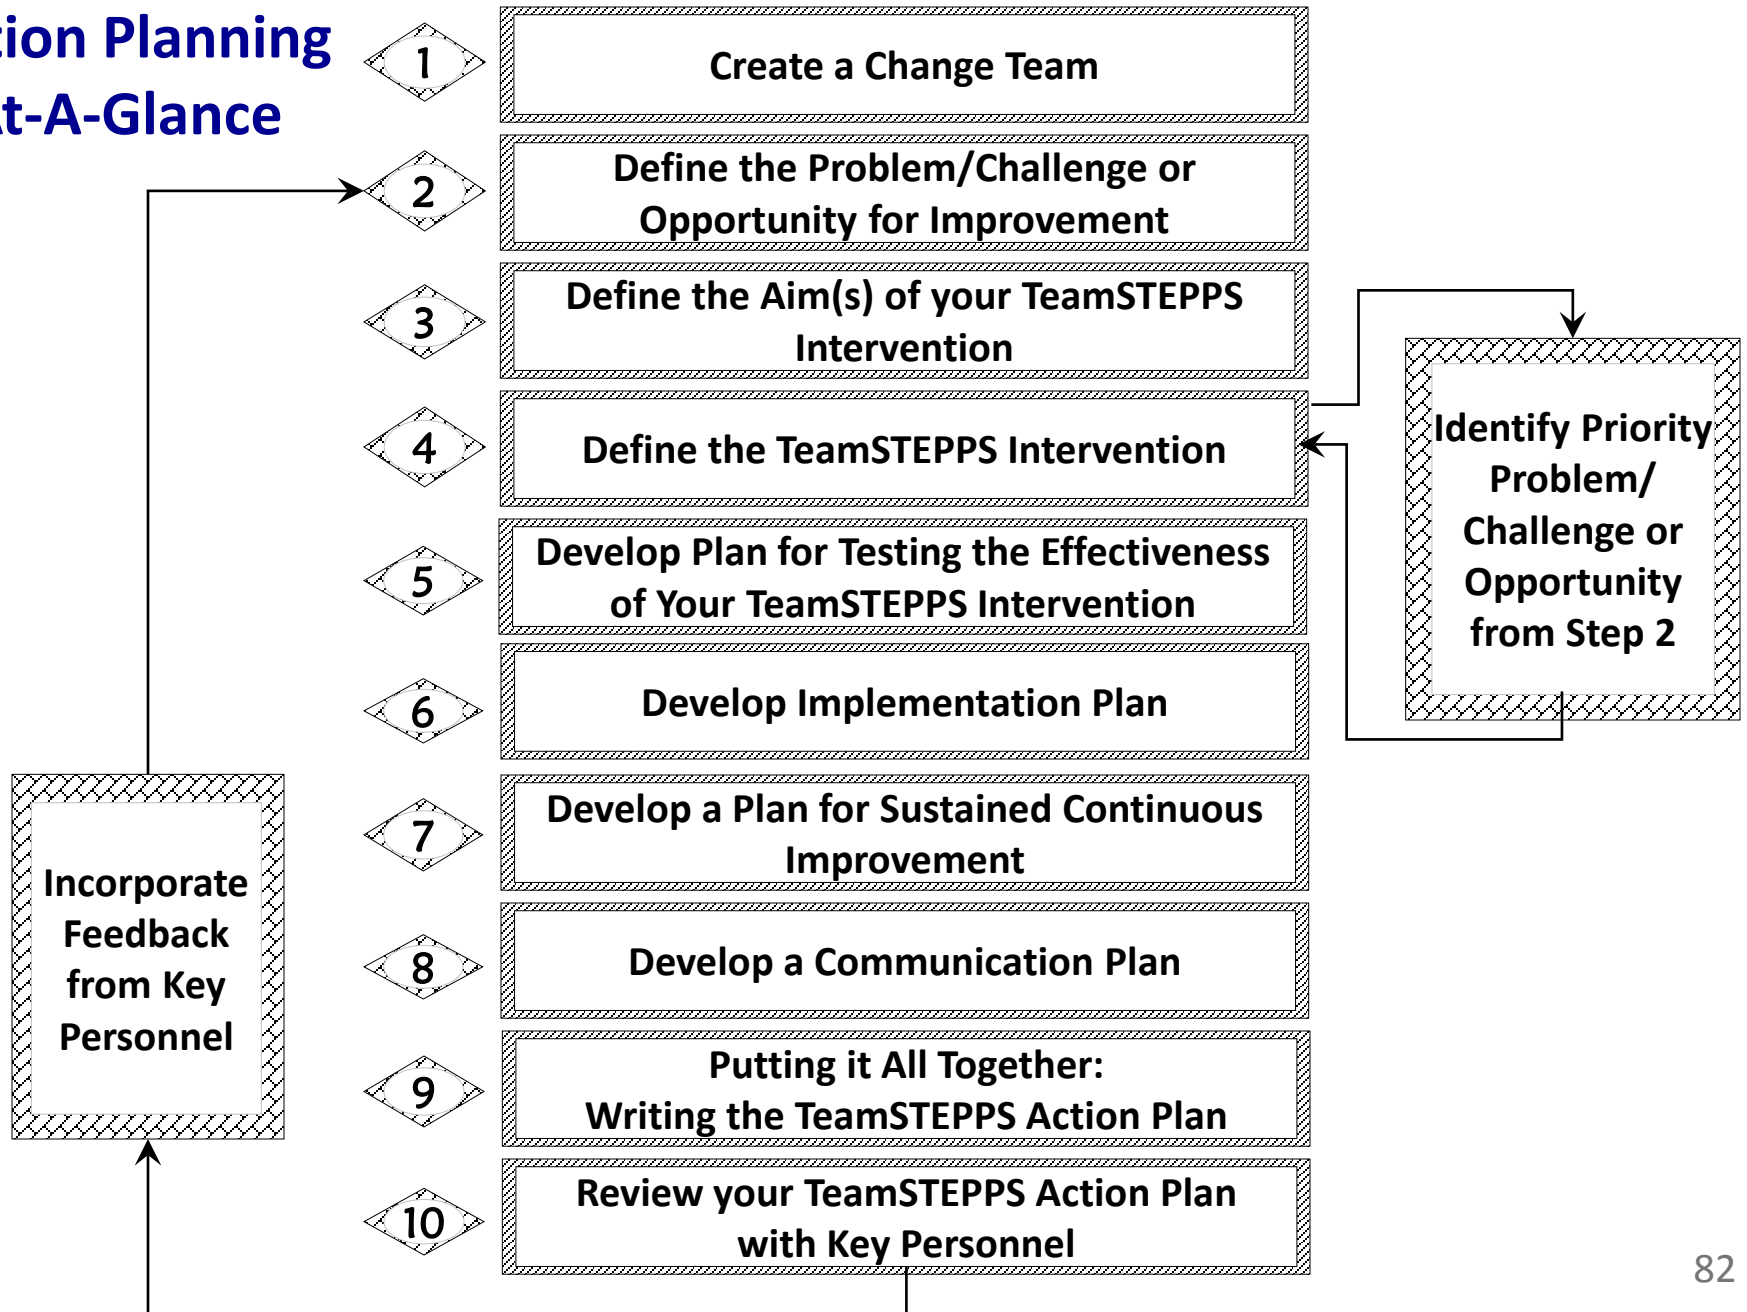 tion Planning
At-A-Glance
1
Create a Change Team
2
Define the Problem/Challenge or
Opportunity for Improvement
3
Define the Aim(s) of your TeamSTEPPS
Intervention
4
Define the TeamSTEPPS Intervention
5
Develop Plan for Testing the Effectiveness
of Your TeamSTEPPS Intervention
6
Develop Implementation Plan
7
Develop a Plan for Sustained Continuous
Improvement
8
Develop a Communication Plan
9
Putting it All Together:
Writing the TeamSTEPPS Action Plan
10
Review your TeamSTEPPS Action Plan
with Key Personnel
Identify Priority
Problem/
Challenge or
Opportunity
from Step 2
Incorporate
Feedback
from Key
Personnel
82